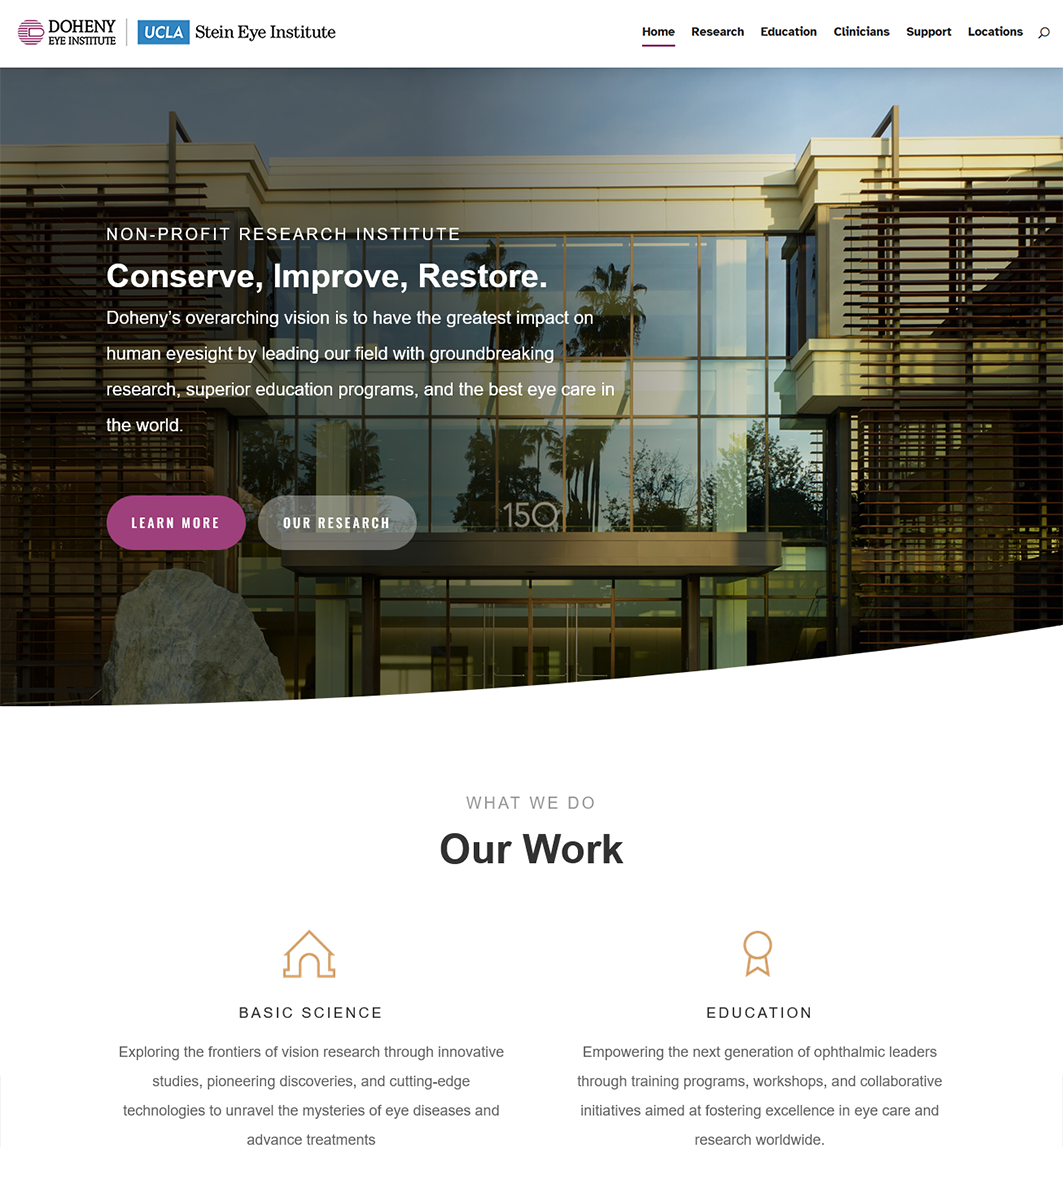 DOHENY
EYE INSTITUTE
UCLA Stein Eye Institute
Home Research Education Clinicians Support Locations
NON-PROFIT RESEARCH INSTITUTE
Conserve, Improve, Restore.
Doheny’s overarching vision is to have the greatest impact on
human eyesight by leading our field with groundbreaking
research, superior education programs, and the best eye care in
the world.
LEARN MORE
OUR RESEARCH
150
WHAT WE DO
Our Work
BASIC SCIENCE
Exploring the frontiers of vision research through innovative
studies, pioneering discoveries, and cutting-edge
technologies to unravel the mysteries of eye diseases and
advance treatments
EDUCATION
Empowering the next generation of ophthalmic leaders
through training programs, workshops, and collaborative
initiatives aimed at fostering excellence in eye care and
research worldwide.